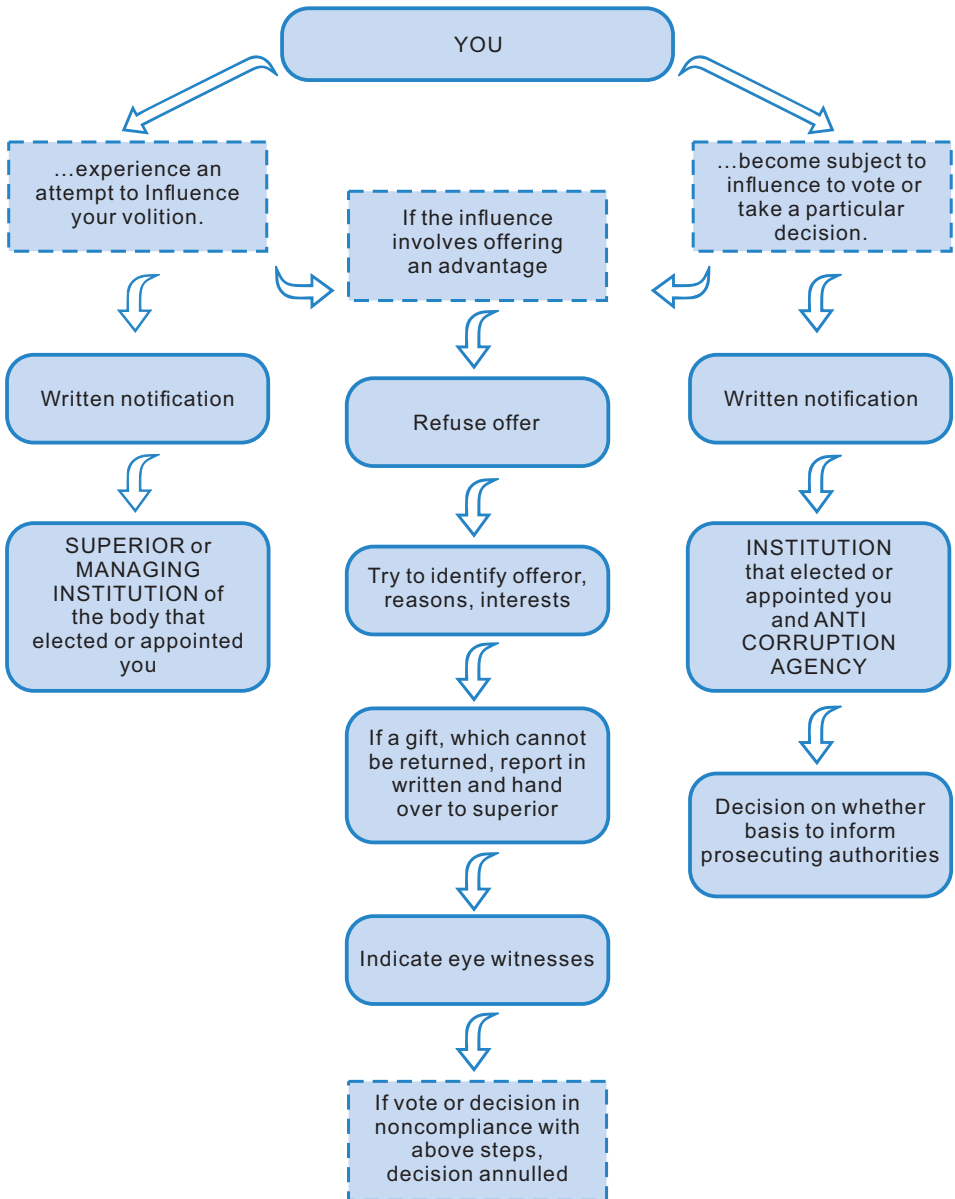 YOU
...experience an
attempt to Influence
your volition.
If the influence
involves offering
an advantage
...become subject to
influence to vote or
take a particular
decision.
Written notification
Refuse offer
Written notification
SUPERIOR or
MANAGING
INSTITUTION of
the body that
elected or appointed
you
Try to identify offeror,
reasons, interests
INSTITUTION
that elected or
appointed you
and ANTI
CORRUPTION
AGENCY
If a gift, which cannot
be returned, report in
written and hand
over to superior
Decision on whether
basis to inform
prosecuting authorities
Indicate eye witnesses
If vote or decision in
noncompliance with
above steps,
decision annulled